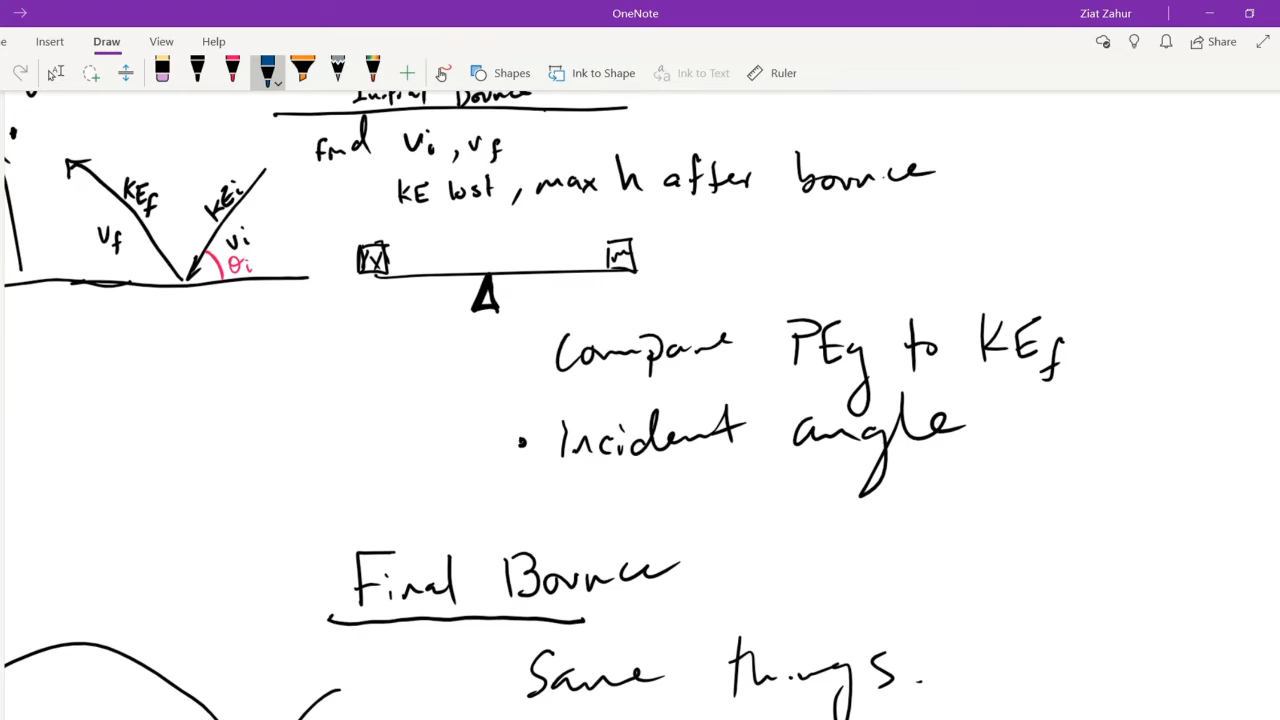 OneNote
Ziat Zahur
Insert Draw View Help
Share
Shapes Ink to Shape Ink to Text Ruler
Initial Bounce
find vi, vf
KE lost, max h after bounce
KEf KEi
vf vi
θi
m
Compare PEg to KEf
• Incident angle
Final Bounce
Same things.